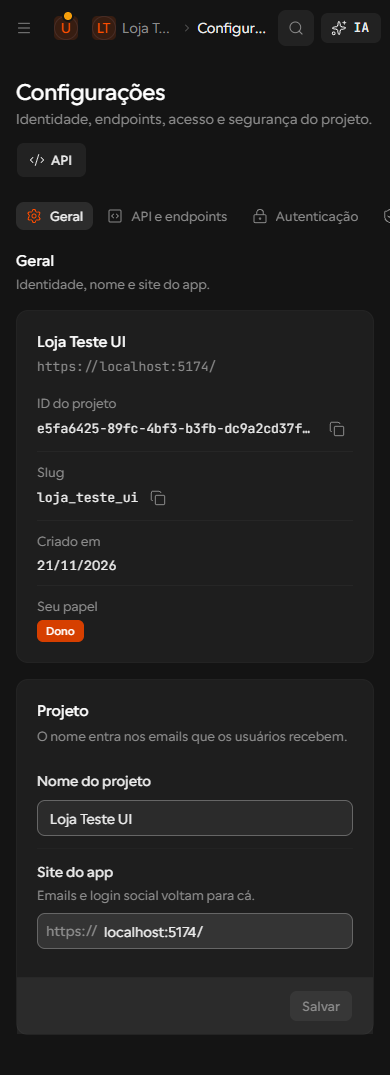 U LT Loja T... Configur... IA
Configurações
Identidade, endpoints, acesso e segurança do projeto.
</> API
Geral API e endpoints Autenticação
Geral
Identidade, nome e site do app.
Loja Teste UI
https://localhost:5174/
ID do projeto
e5fa6425-89fc-4bf3-b3fb-dc9a2cd37f…
Slug
loja_teste_ui
Criado em
21/11/2026
Seu papel
Dono
Projeto
O nome entra nos emails que os usuários recebem.
Nome do projeto
Loja Teste UI
Site do app
Emails e login social voltam para cá.
https:// localhost:5174/
Salvar